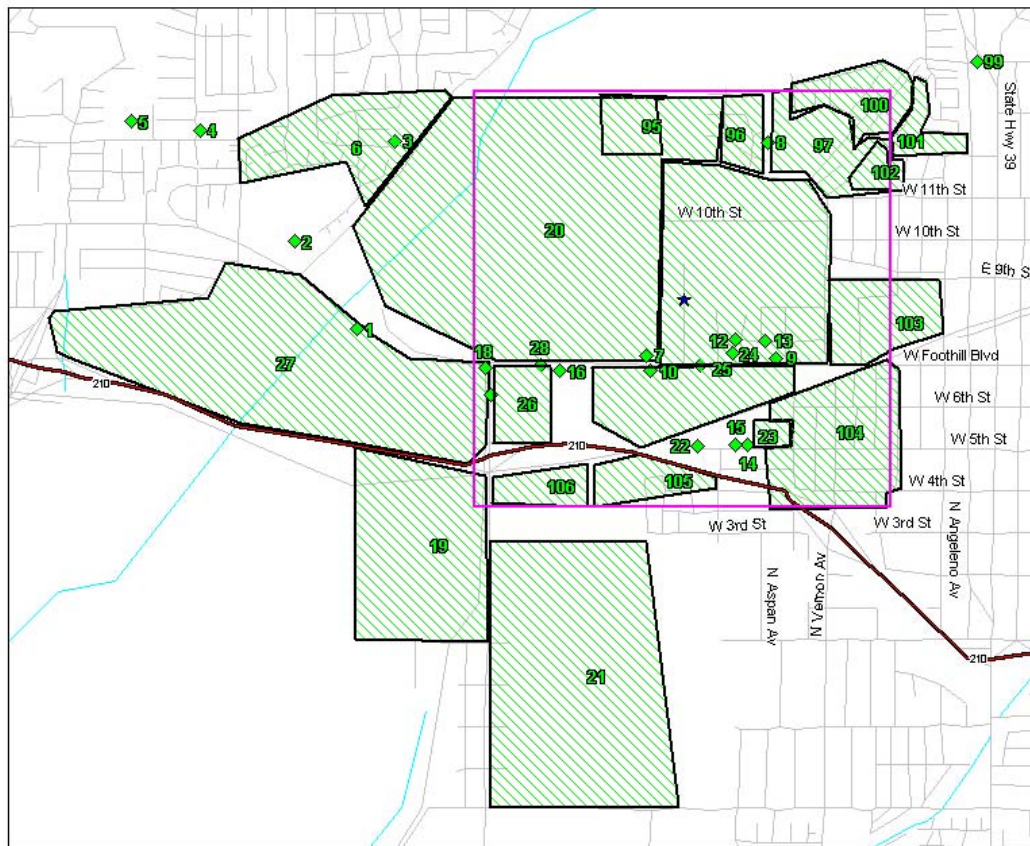 99
State Hwy 39
5
4
6
3
95
96
8
97
100
101
102
W 11th St
W 10th St
W 10th St
2
20
E 9th S
1
27
12
13
24
9
7
10
25
103
W Foothill Blvd
18
28
16
26
W 6th St
210
15
23
104
22
14
W 5th St
210
106
105
W 4th St
W 3rd St
W 3rd St
19
N Aspan Av
N Vernon Av
N Angeleno Av
210
21